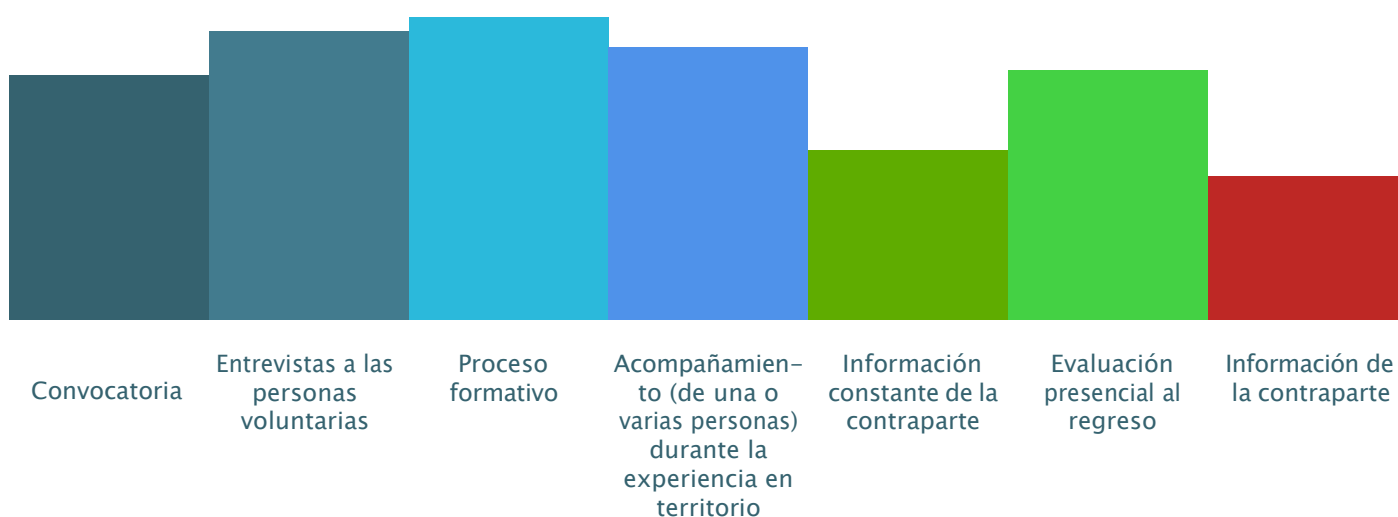 Convocatoria
Entrevistas a las
personas
voluntarias
Proceso
formativo
Acompañamien-
to (de una o
varias personas)
durante la
experiencia en
territorio
Información
constante de la
contraparte
Evaluación
presencial al
regreso
Información de
la contraparte